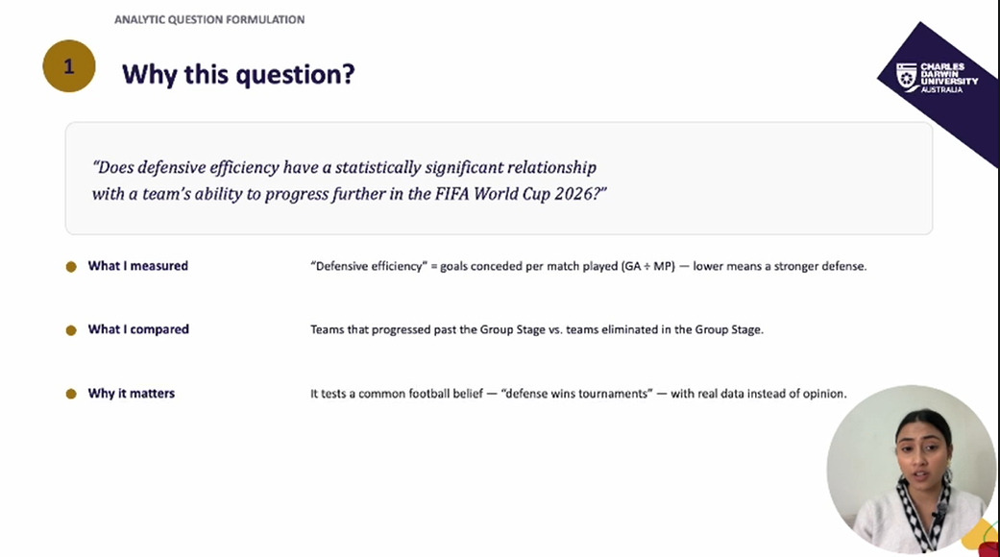 ANALYTIC QUESTION FORMULATION
1
Why this question?
CHARLES
DARWIN
UNIVERSITY
AUSTRALIA
“Does defensive efficiency have a statistically significant relationship
with a team’s ability to progress further in the FIFA World Cup 2026?”
What I measured
“Defensive efficiency” = goals conceded per match played (GA ÷ MP) — lower means a stronger defense.
What I compared
Teams that progressed past the Group Stage vs. teams eliminated in the Group Stage.
Why it matters
It tests a common football belief — “defense wins tournaments” — with real data instead of opinion.